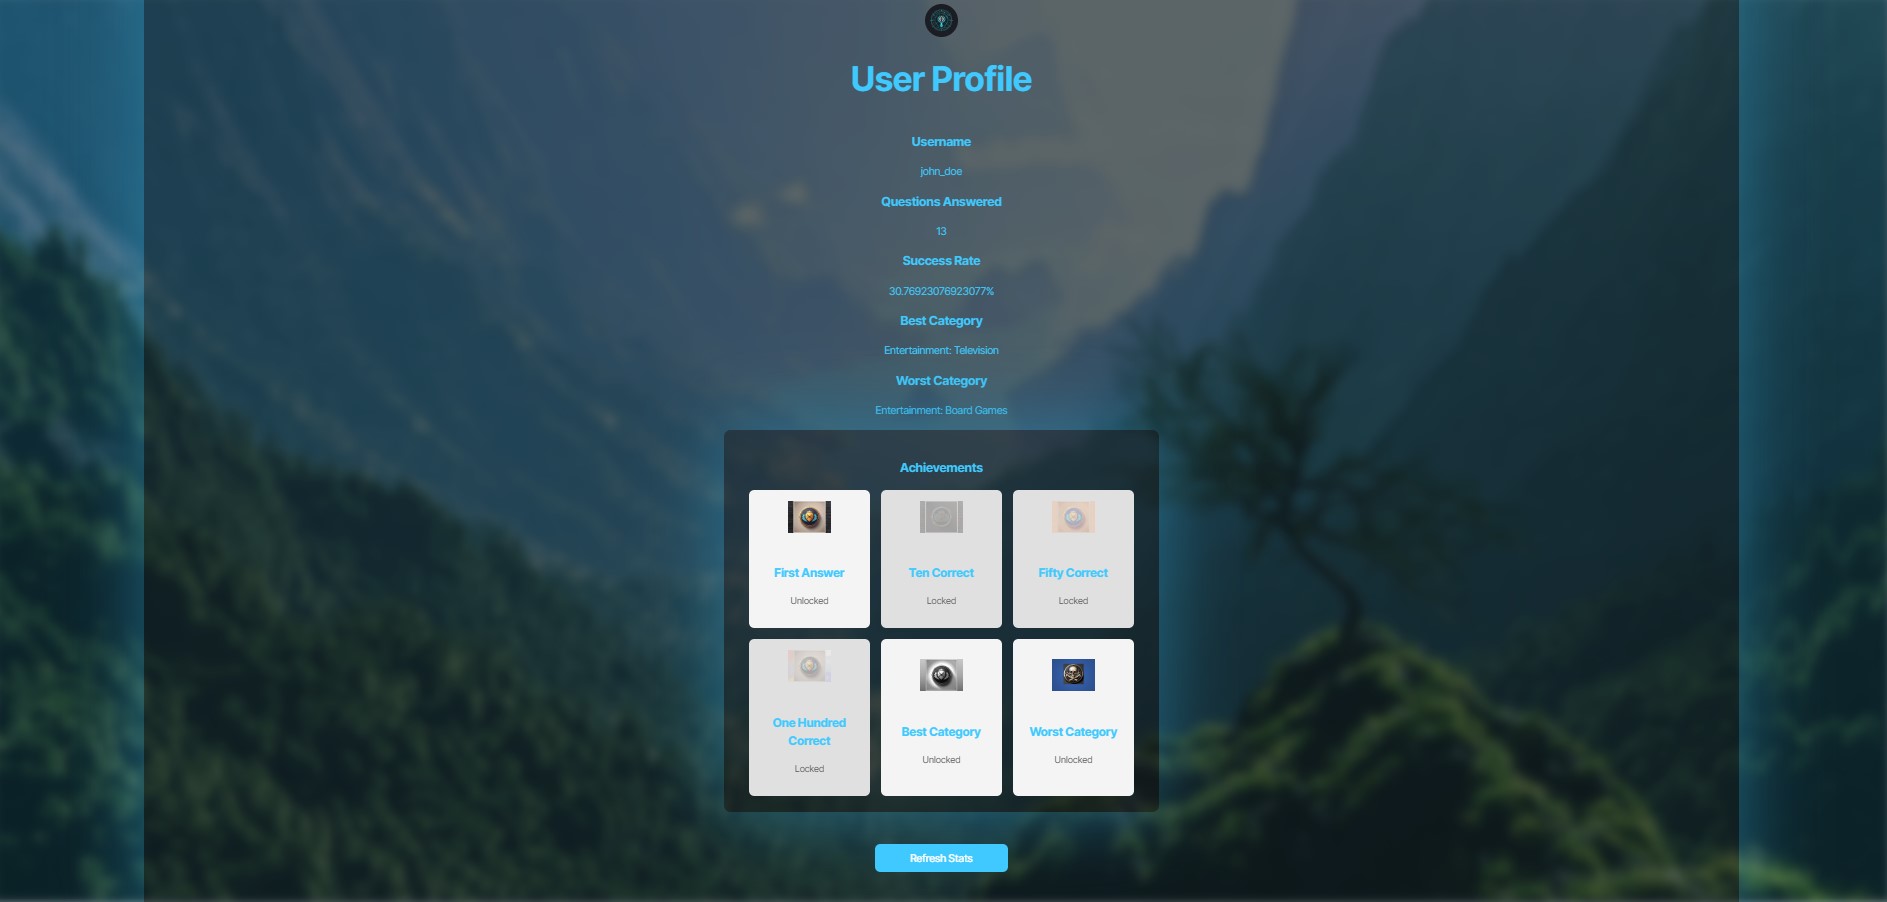 User Profile
Username
john_doe
Questions Answered
13
Success Rate
30.76923076923077%
Best Category
Entertainment: Television
Worst Category
Entertainment: Board Games
Achievements
First Answer
Unlocked
Ten Correct
Locked
Fifty Correct
Locked
One Hundred
Correct
Locked
Best Category
Unlocked
Worst Category
Unlocked
Refresh Stats